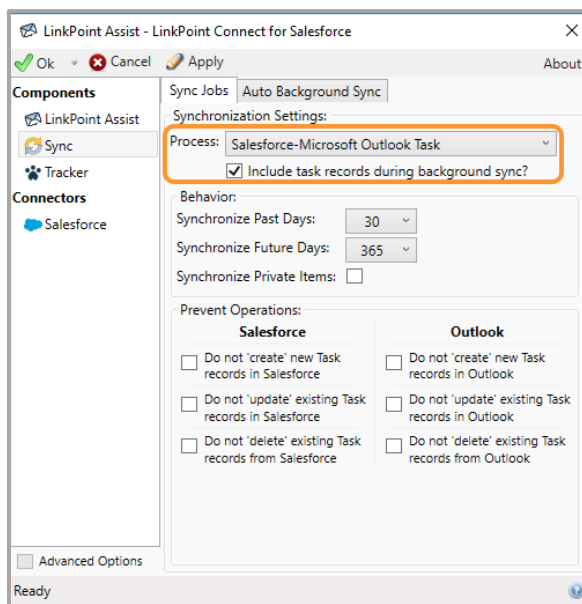 LinkPoint Assist - LinkPoint Connect for Salesforce
Ok Cancel Apply About
Components
LinkPoint Assist
Sync
Tracker
Connectors
Salesforce
Sync Jobs Auto Background Sync
Synchronization Settings:
Process: Salesforce-Microsoft Outlook Task
Include task records during background sync?
Behavior:
Synchronize Past Days: 30
Synchronize Future Days: 365
Synchronize Private Items:
Prevent Operations:
Salesforce
Do not 'create' new Task
records in Salesforce
Do not 'update' existing Task
records in Salesforce
Do not 'delete' existing Task
records from Salesforce
Outlook
Do not 'create' new Task
records in Outlook
Do not 'update' existing Task
records in Outlook
Do not 'delete' existing Task
records from Outlook
Advanced Options
Ready